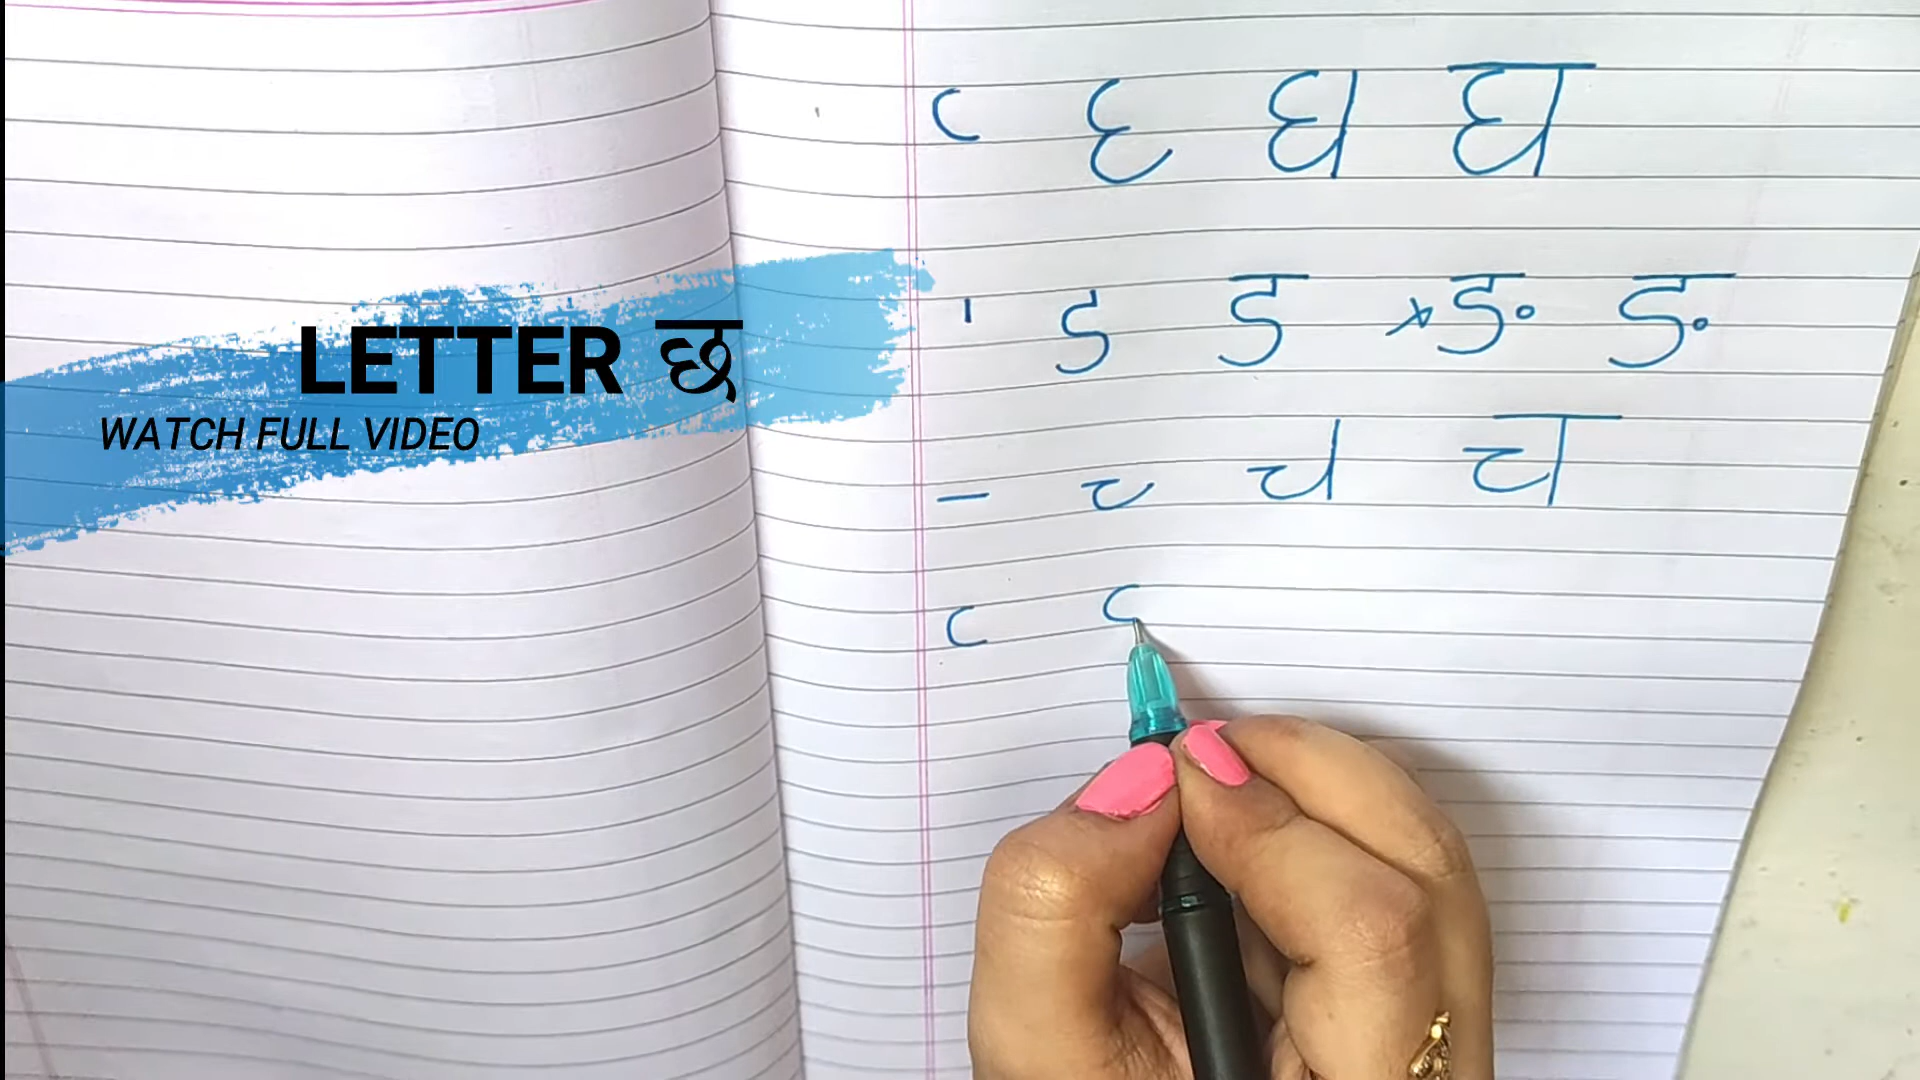 LETTER छ
WATCH FULL VIDEO
घ घ
ड ड ×ङ ङ
च च